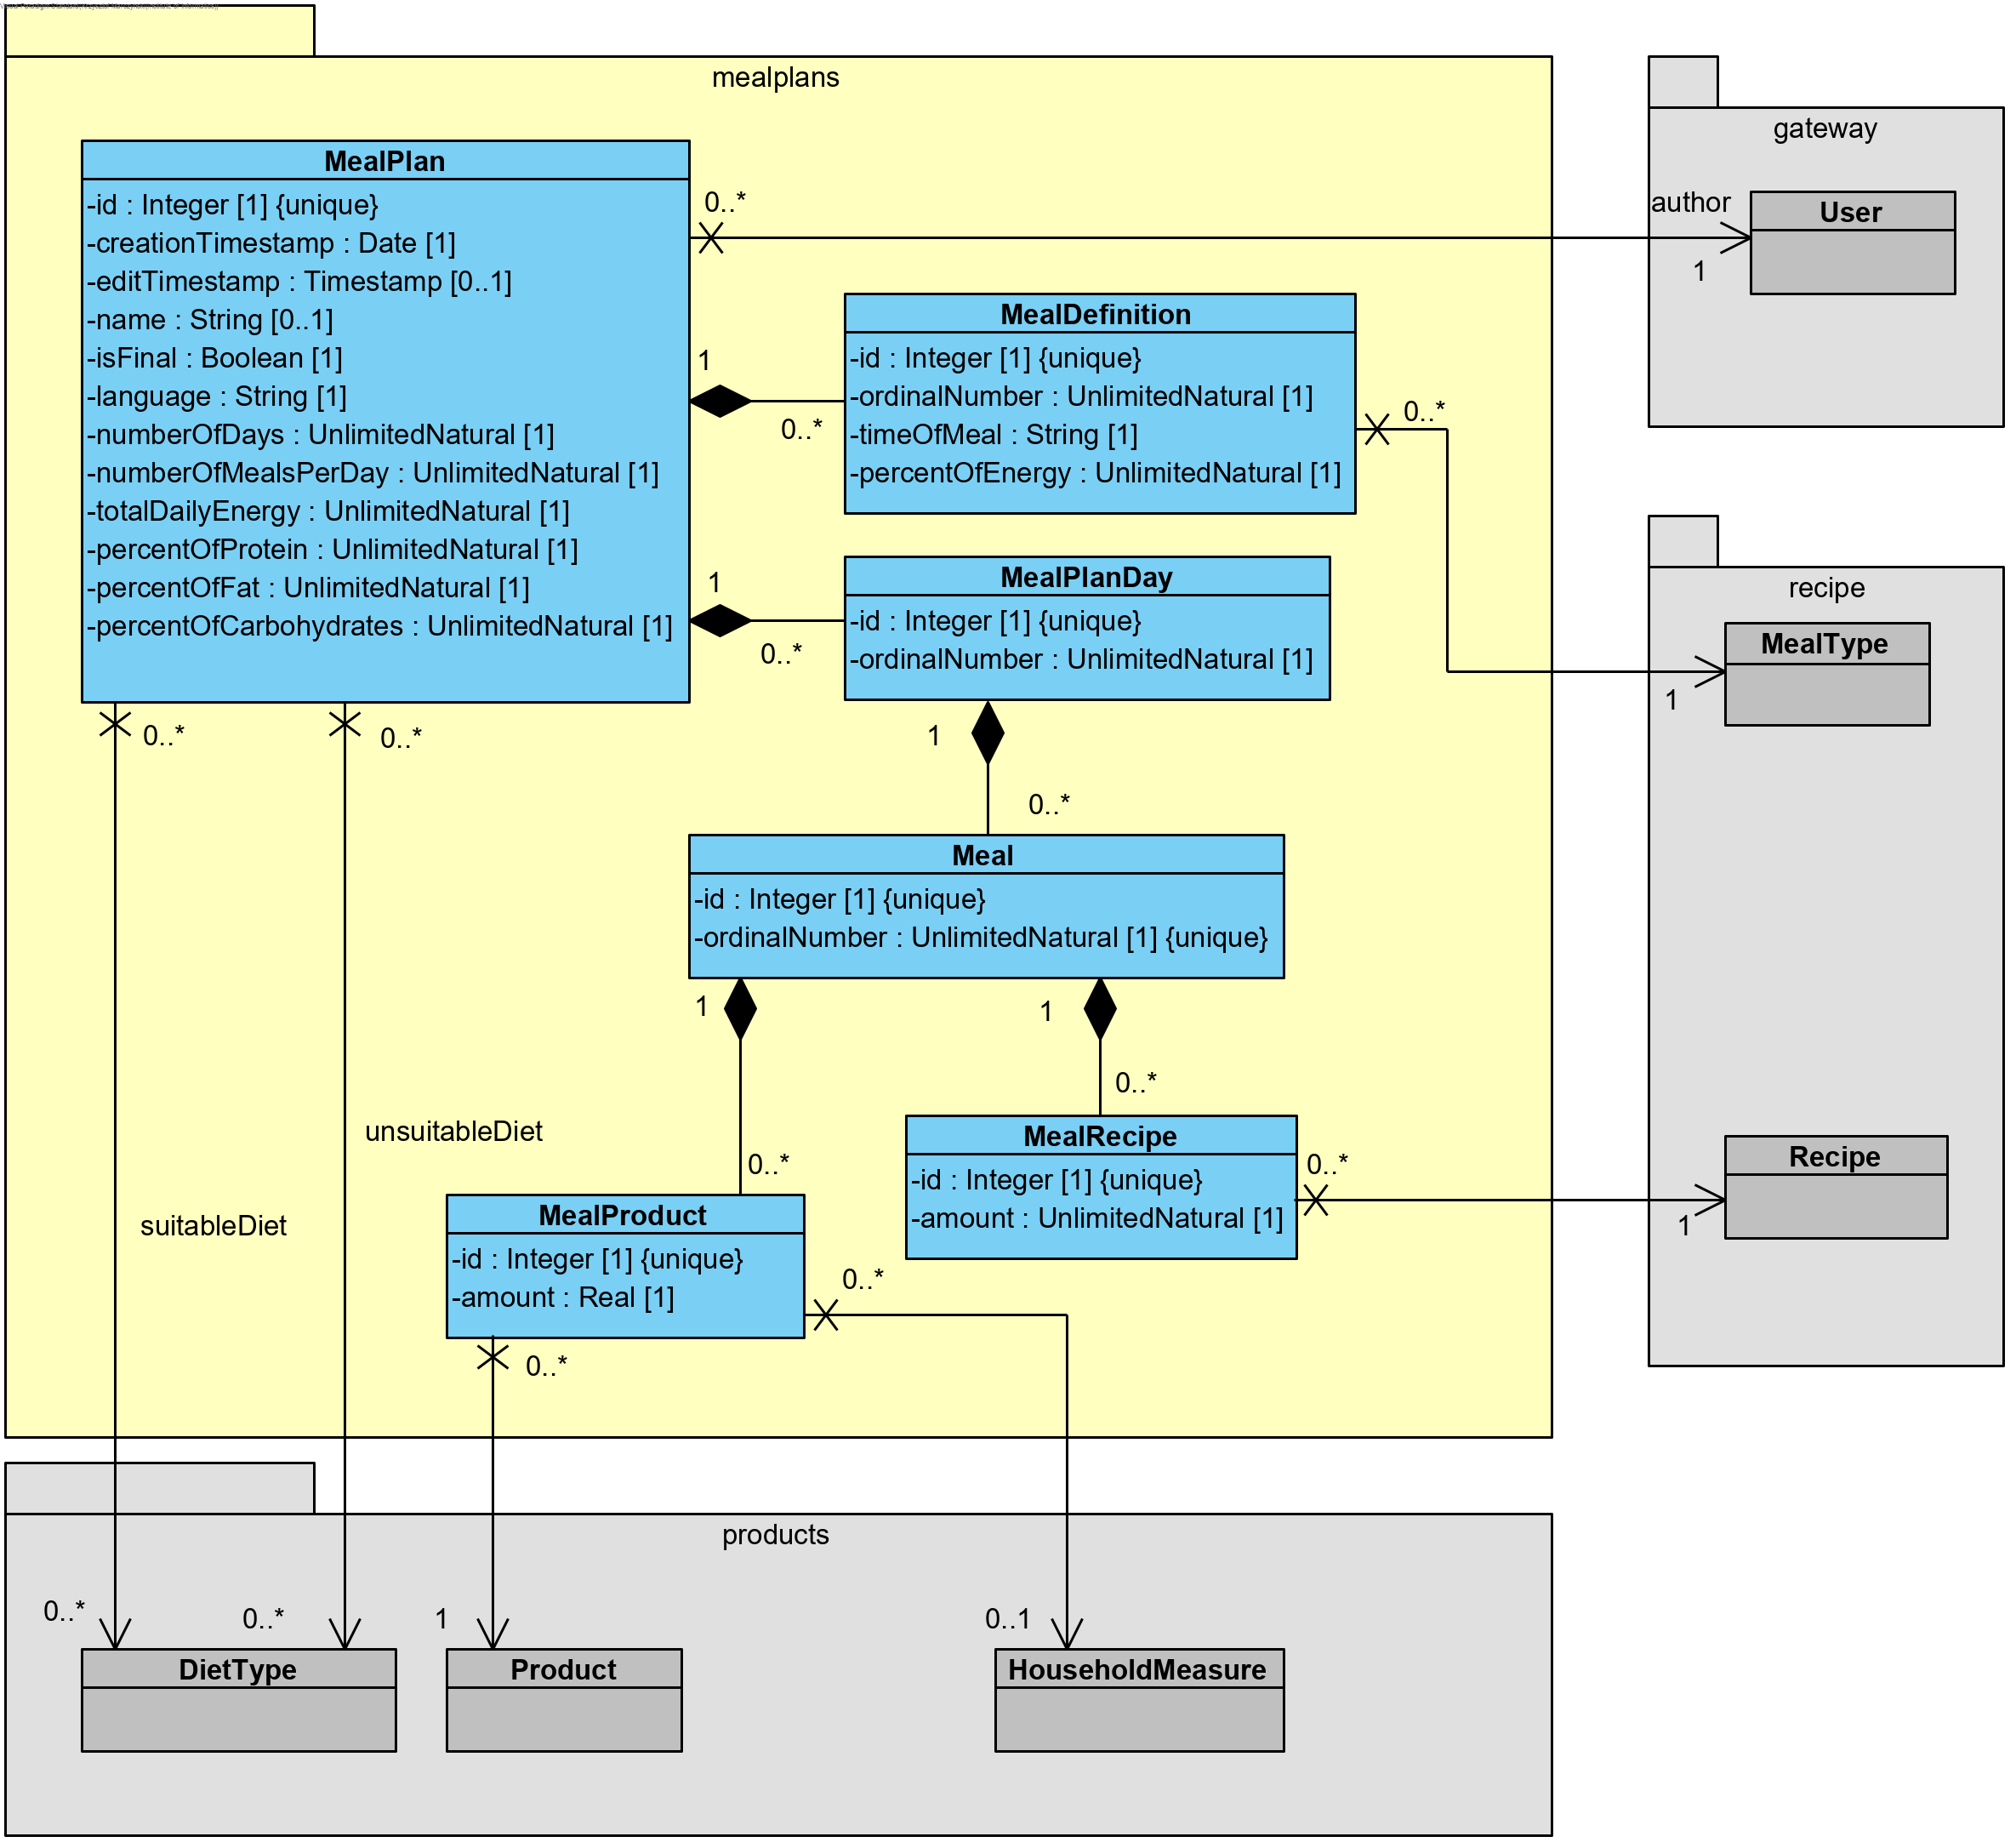 mealplans
MealPlan
-id : Integer [1] {unique}
-creationTimestamp : Date [1]
-editTimestamp : Timestamp [0..1]
-name : String [0..1]
-isFinal : Boolean [1]
-language : String [1]
-numberOfDays : UnlimitedNatural [1]
-numberOfMealsPerDay : UnlimitedNatural [1]
-totalDailyEnergy : UnlimitedNatural [1]
-percentOfProtein : UnlimitedNatural [1]
-percentOfFat : UnlimitedNatural [1]
-percentOfCarbohydrates : UnlimitedNatural [1]
0..*
author
1
gateway
User
1
0..*
MealDefinition
-id : Integer [1] {unique}
-ordinalNumber : UnlimitedNatural [1]
-timeOfMeal : String [1]
-percentOfEnergy : UnlimitedNatural [1]
0..*
1
recipe
MealType
1
0..*
MealPlanDay
-id : Integer [1] {unique}
-ordinalNumber : UnlimitedNatural [1]
0..*
0..*
1
0..*
Meal
-id : Integer [1] {unique}
-ordinalNumber : UnlimitedNatural [1] {unique}
1
1
0..*
0..*
unsuitableDiet
suitableDiet
MealRecipe
-id : Integer [1] {unique}
-amount : UnlimitedNatural [1]
0..*
1
Recipe
MealProduct
-id : Integer [1] {unique}
-amount : Real [1]
0..*
0..*
products
0..*
0..*
1
0..1
DietType
Product
HouseholdMeasure